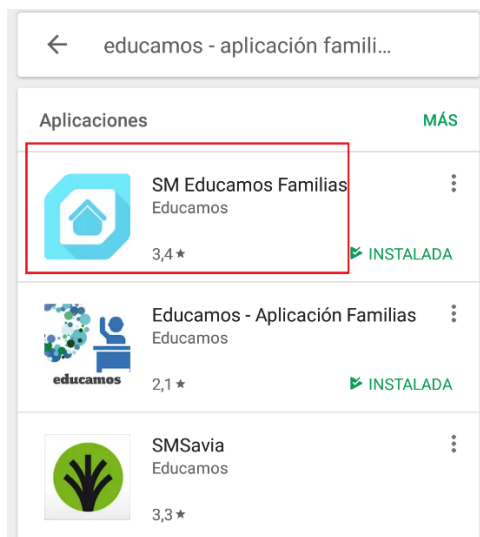 educamos - aplicación famili...
Aplicaciones MÁS
SM Educamos Familias
Educamos
3,4 ★ INSTALADA
Educamos - Aplicación Familias
Educamos
educamos
2,1 ★ INSTALADA
SMSavia
Educamos
3,3 ★